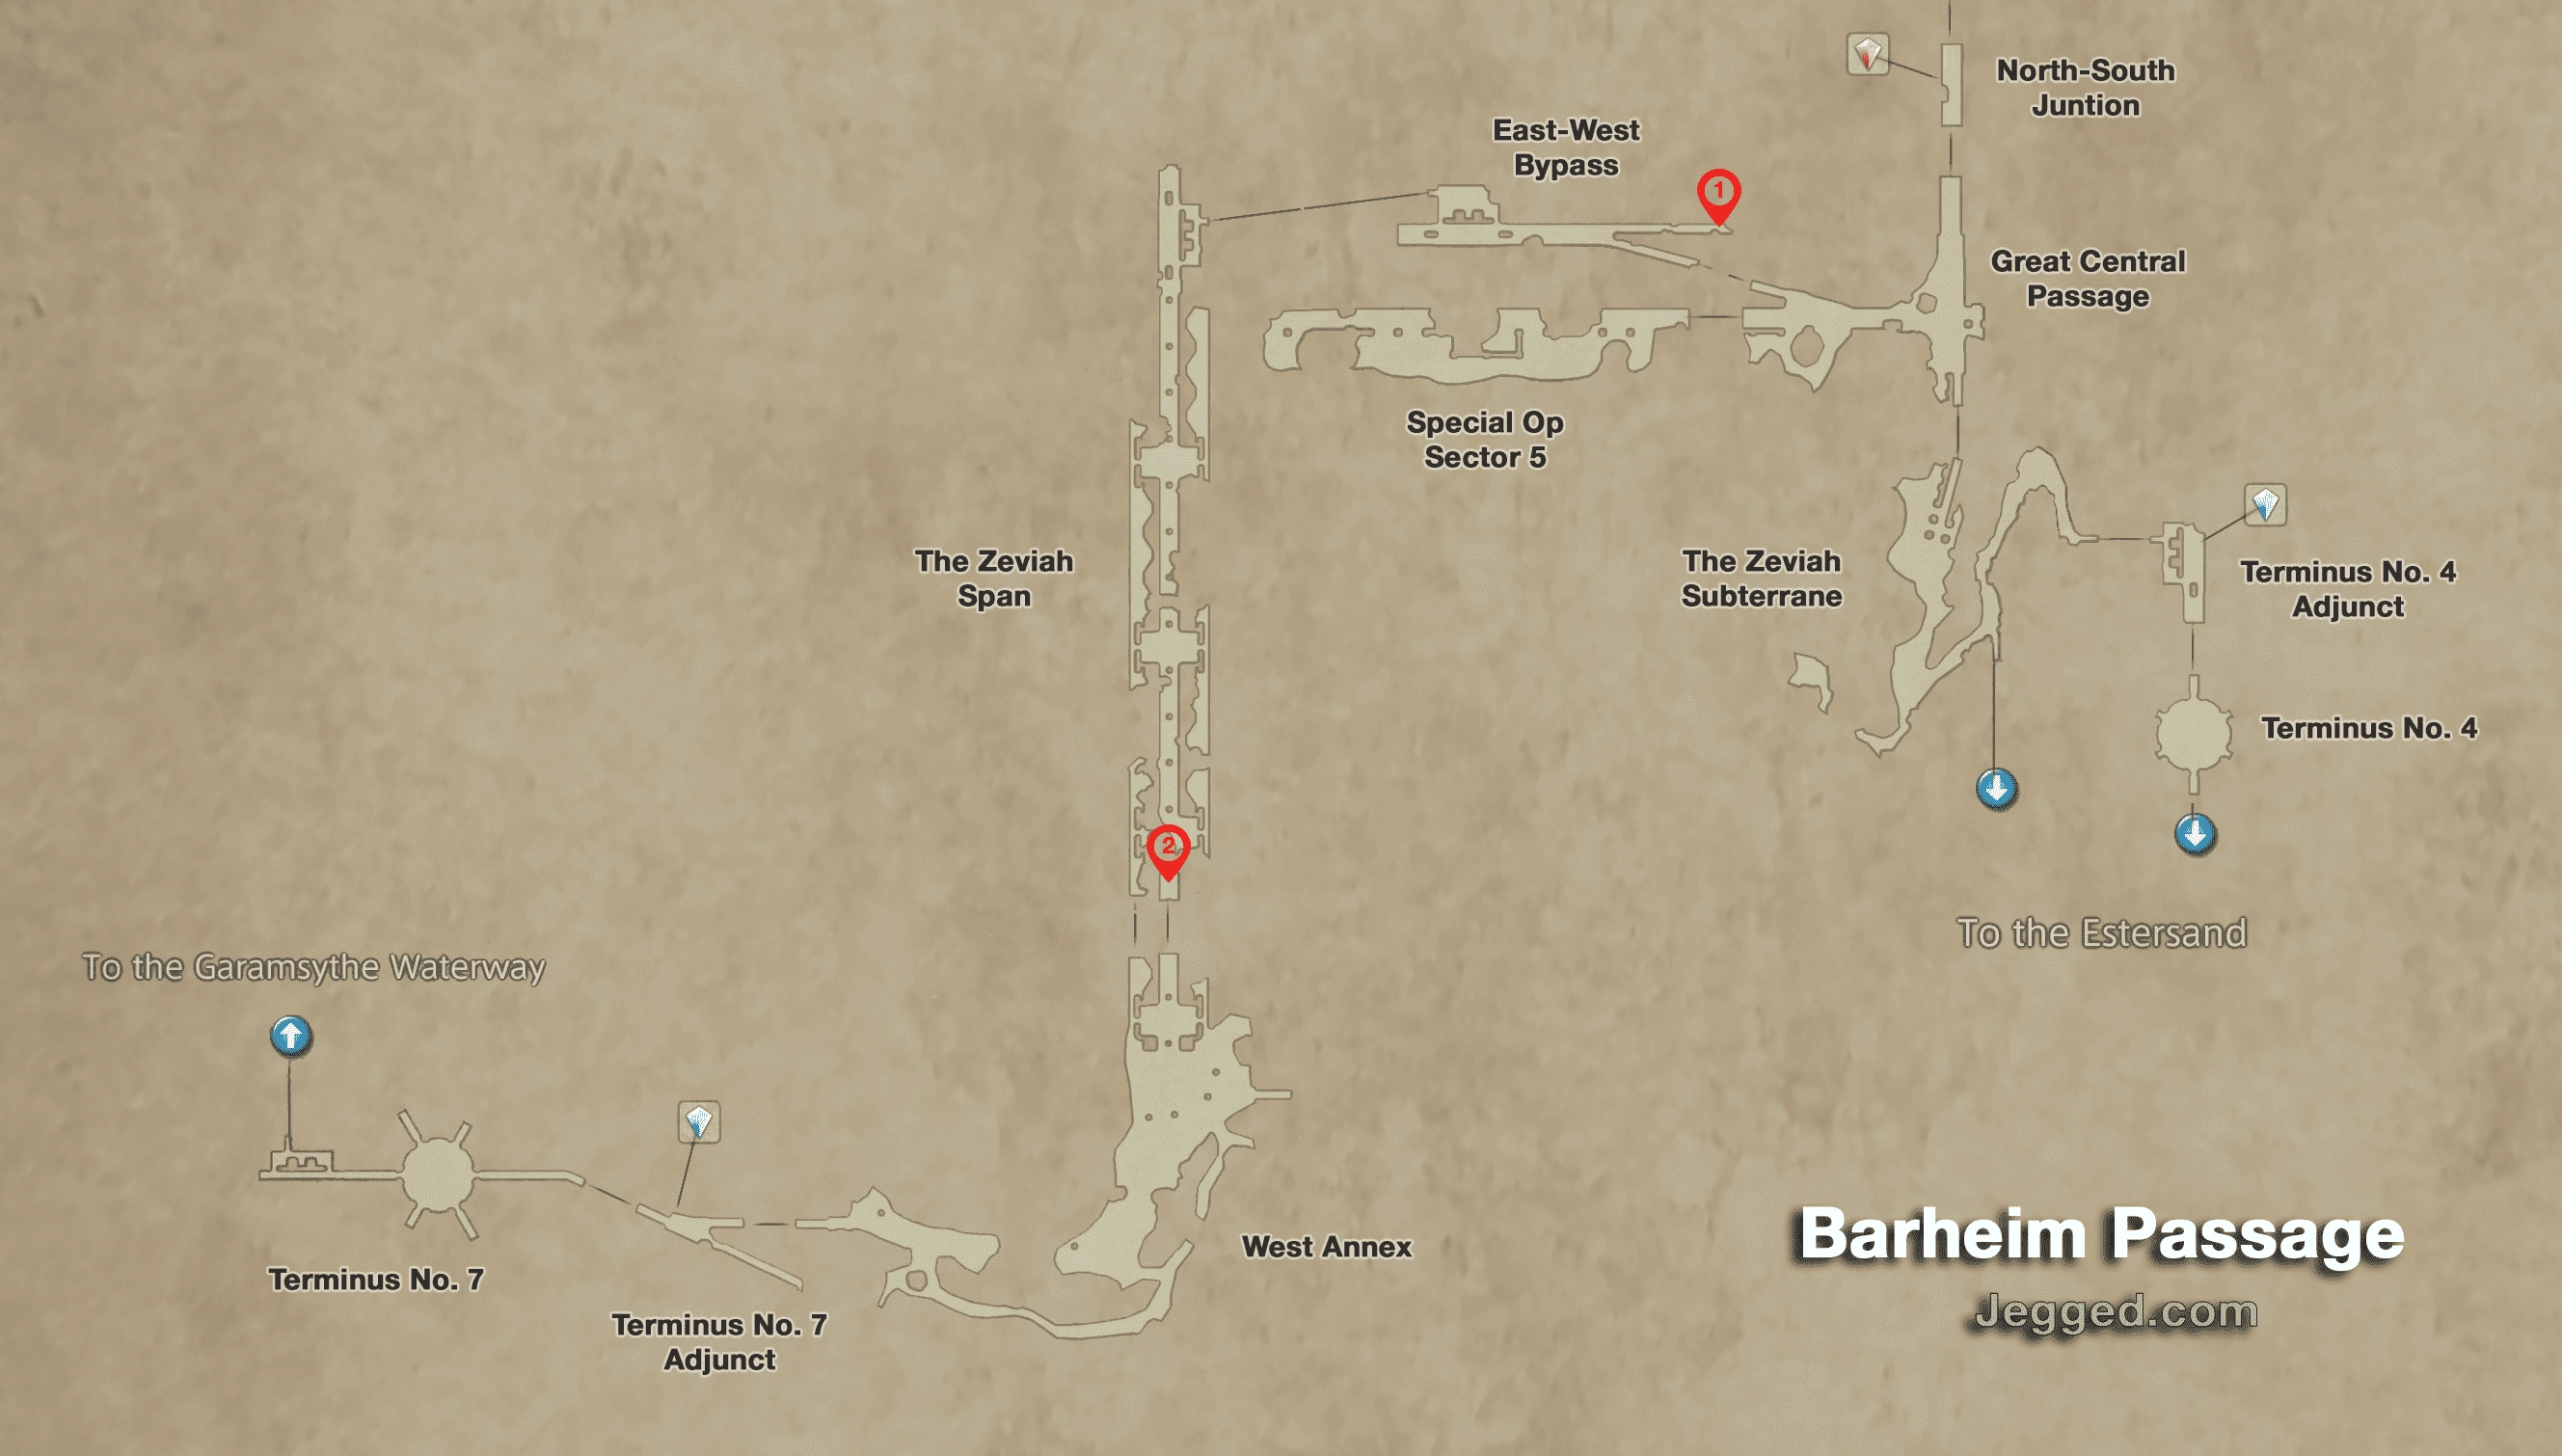 North-South
Juntion
East-West
Bypass
1
Great Central
Passage
Special Op
Sector 5
The Zeviah
Span
The Zeviah
Subterrane
Terminus No. 4
Adjunct
Terminus No. 4
2
To the Estersand
To the Garamsythe Waterway
West Annex
Terminus No. 7
Terminus No. 7
Adjunct
Barheim Passage
Jegged.com